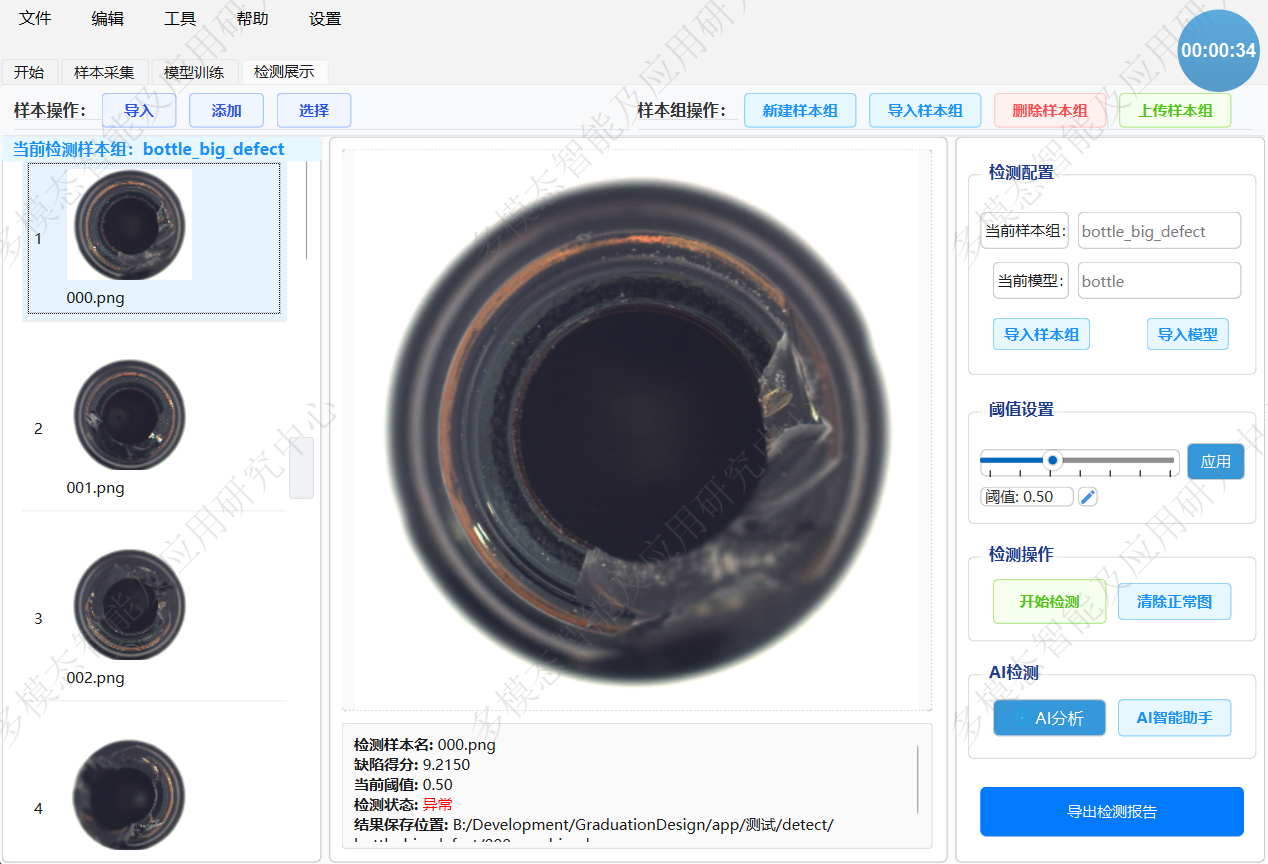 文件 编辑 工具 帮助 设置
00:00:34
开始 样本采集 模型训练 检测展示
样本操作: 导入 添加 选择 样本组操作: 新建样本组 导入样本组 删除样本组 上传样本组
当前检测样本组: bottle_big_defect
1
000.png
2
001.png
3
002.png
4
检测样本名: 000.png
缺陷得分: 9.2150
当前阈值: 0.50
检测状态: 异常
结果保存位置: B:/Development/GraduationDesign/app/测试/detect/
检测配置
当前样本组: bottle_big_defect
当前模型: bottle
导入样本组 导入模型
阈值设置
应用
阈值: 0.50
检测操作
开始检测 清除正常图
AI检测
AI分析 AI智能助手
导出检测报告
多模态智能及应用研究中心